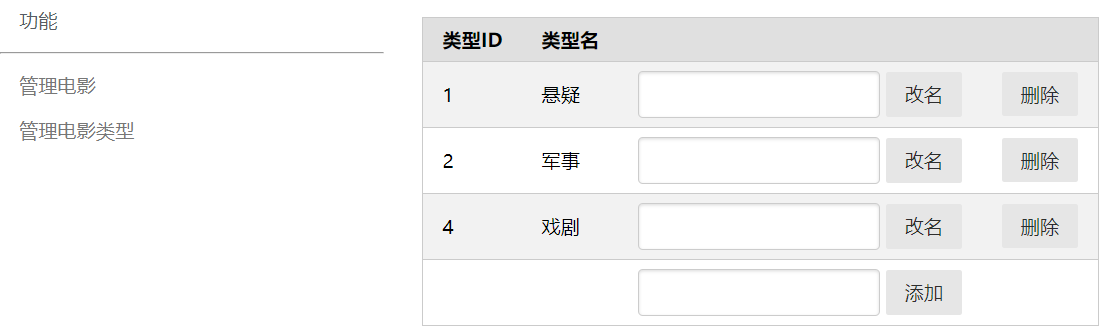 功能
管理电影
管理电影类型
类型ID 类型名
1 悬疑 改名 删除
2 军事 改名 删除
4 戏剧 改名 删除
添加